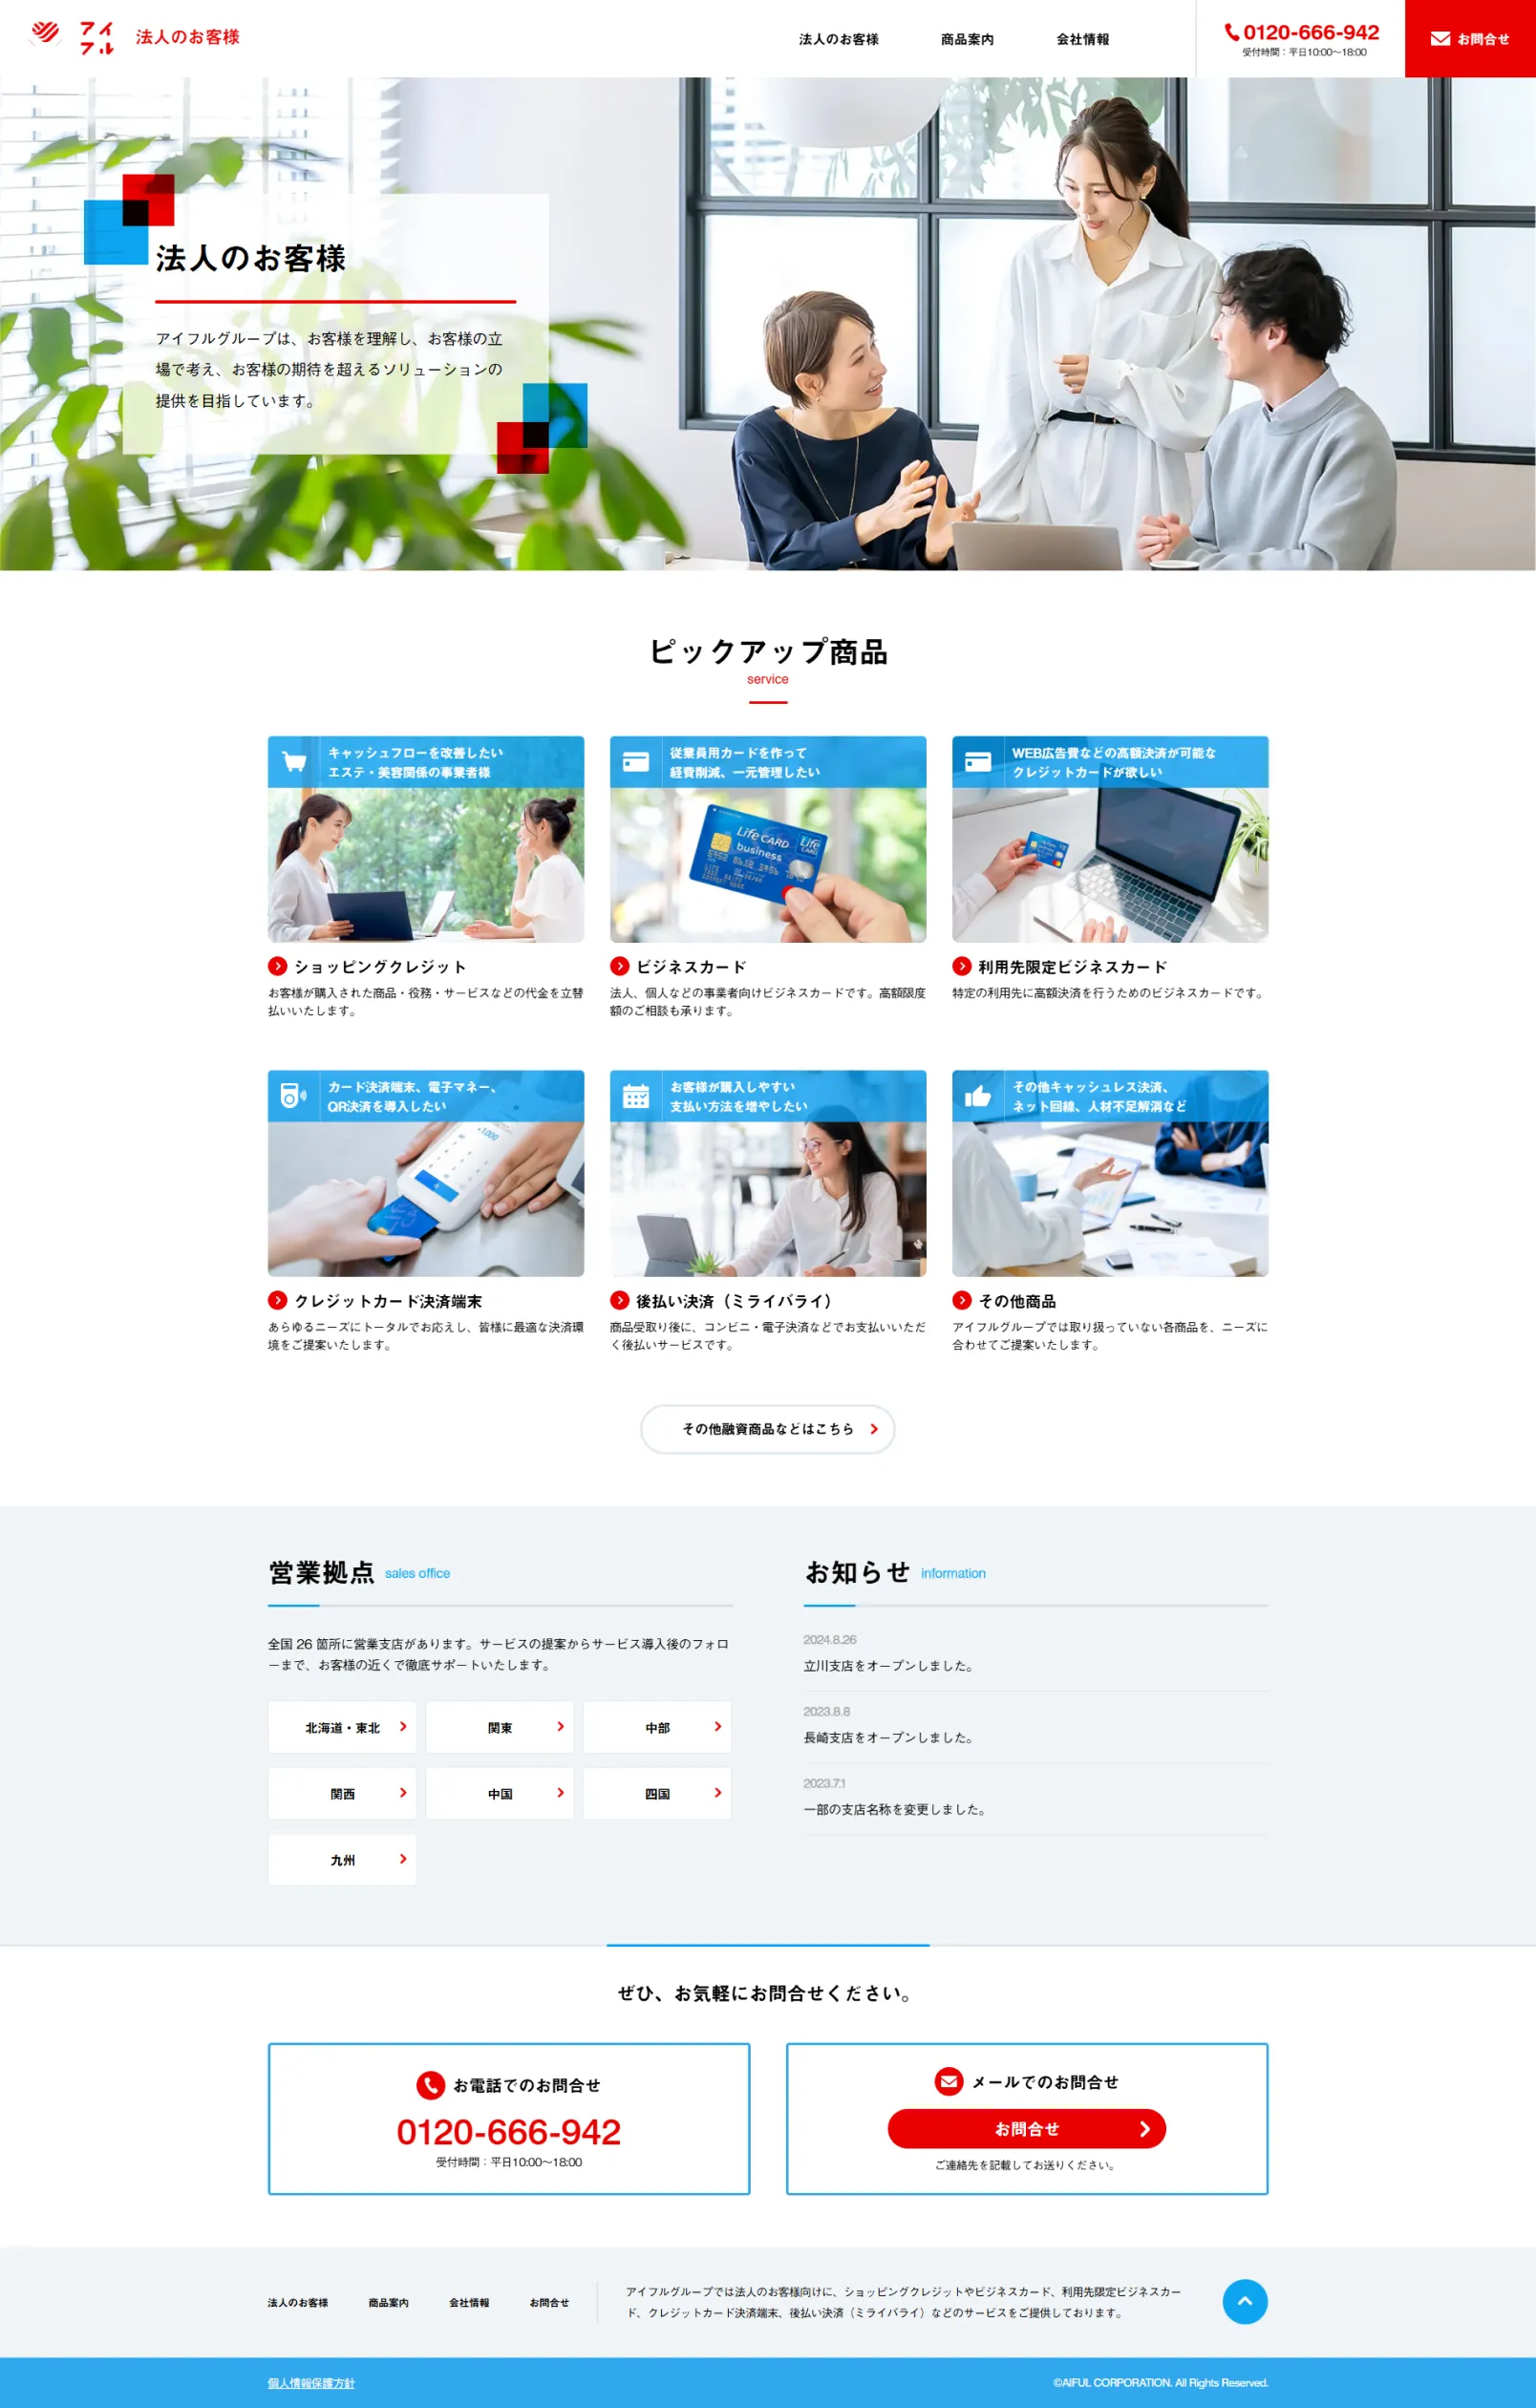 アイ
フル
法人のお客様
法人のお客様
商品案内
会社情報
0120-666-942
受付時間：平日10:00〜18:00
お問合せ
法人のお客様
アイフルグループは、お客様を理解し、お客様の立
場で考え、お客様の期待を超えるソリューションの
提供を目指しています。
ピックアップ商品
service
キャッシュフローを改善したい
エステ・美容関係の事業者様
ショッピングクレジット
お客様が購入された商品・役務・サービスなどの代金を立替
払いいたします。
従業員用カードを作って
経費削減、一元管理したい
Life CARD
business
Life
CARD
ビジネスカード
法人、個人などの事業者向けビジネスカードです。高額限度
額のご相談も承ります。
WEB広告費などの高額決済が可能な
クレジットカードが欲しい
利用先限定ビジネスカード
特定の利用先に高額決済を行うためのビジネスカードです。
カード決済端末、電子マネー、
QR決済を導入したい
クレジットカード決済端末
あらゆるニーズにトータルでお応えし、皆様に最適な決済環
境をご提案いたします。
お客様が購入しやすい
支払い方法を増やしたい
後払い決済（ミライバライ）
商品受取り後に、コンビニ・電子決済などでお支払いいただ
く後払いサービスです。
その他キャッシュレス決済、
ネット回線、人材不足解消など
その他商品
アイフルグループでは取り扱っていない各商品を、ニーズに
合わせてご提案いたします。
その他融資商品などはこちら
営業拠点 sales office
全国 26 箇所に営業支店があります。サービスの提案からサービス導入後のフォロ
ーまで、お客様の近くで徹底サポートいたします。
北海道・東北
関東
中部
関西
中国
四国
九州
お知らせ information
2024.8.26
立川支店をオープンしました。
2023.8.8
長崎支店をオープンしました。
2023.7.1
一部の支店名称を変更しました。
ぜひ、お気軽にお問合せください。
お電話でのお問合せ
0120-666-942
受付時間：平日10:00〜18:00
メールでのお問合せ
お問合せ
ご連絡先を記載してお送りください。
法人のお客様
商品案内
会社情報
お問合せ
アイフルグループでは法人のお客様向けに、ショッピングクレジットやビジネスカード、利用先限定ビジネスカー
ド、クレジットカード決済端末、後払い決済（ミライバライ）などのサービスをご提供しております。
個人情報保護方針
©AIFUL CORPORATION. All Rights Reserved.